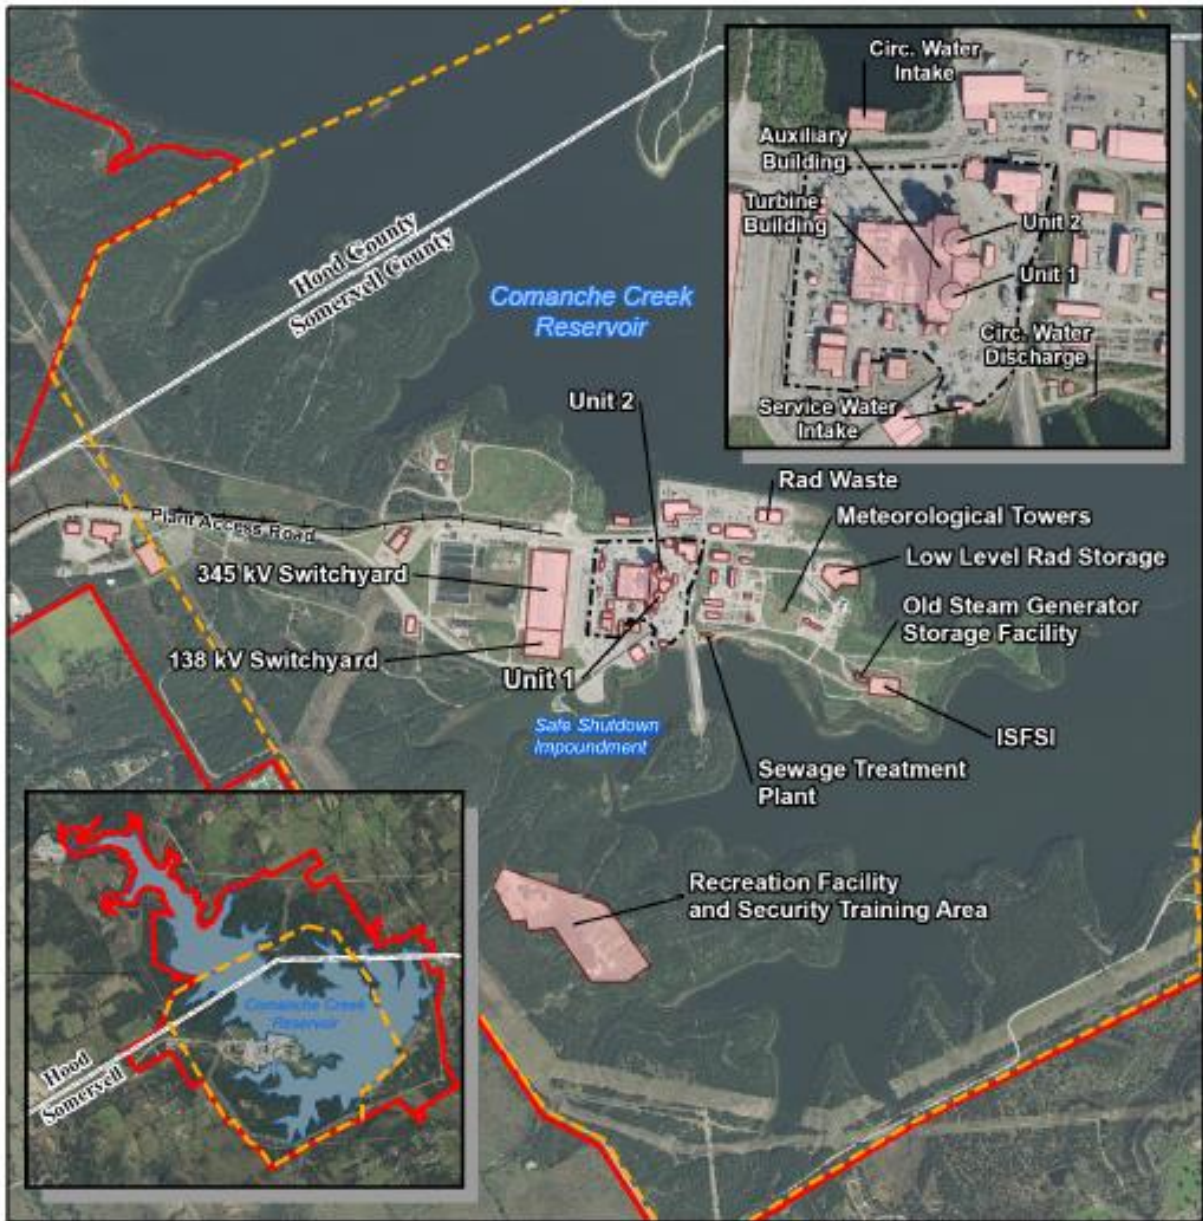 Circ. Water
Intake
Auxiliary
Building
Turbine
Building
Unit 2
Unit 1
Circ. Water
Discharge
Service Water
Intake
Hood County
Somervell County
Comanche Creek
Reservoir
Unit 2
Rad Waste
Meteorological Towers
Plant Access Road
Low Level Rad Storage
345 kV Switchyard
Old Steam Generator
Storage Facility
138 kV Switchyard
Unit 1
Safe Shutdown
Impoundment
ISFSI
Sewage Treatment
Plant
Recreation Facility
and Security Training Area
Comanche Creek
Reservoir
Hood
Somervell